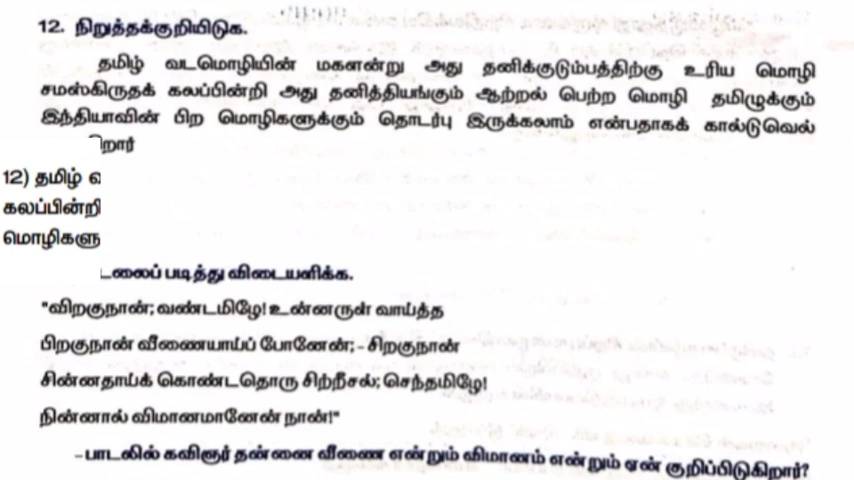 12. நிறுத்தக்குறியிடுக.
தமிழ் வடமொழியின் மகளன்று அது தனிக்குடும்பத்திற்கு உரிய மொழி
சமஸ்கிருதக் கலப்பின்றி அது தனித்தியங்கும் ஆற்றல் பெற்ற மொழி தமிழுக்கும்
இந்தியாவின் பிற மொழிகளுக்கும் தொடர்பு இருக்கலாம் என்பதாகக் கால்டுவெல்
றார்
12) தமிழ் வ
கலப்பின்றி
மொழிகளு
லைப் படித்து விடையளிக்க.
"விறகுநான்; வண்டமிழே! உன்னருள் வாய்த்த
பிறகுநான் வீணையாய்ப் போனேன்; - சிறகுநான்
சின்னதாய்க் கொண்டதொரு சிற்றீசல்; செந்தமிழே!
நின்னால் விமானமானேன் நான்!"
- பாடலில் கவிஞர் தன்னை வீணை என்றும் விமானம் என்றும் ஏன் குறிப்பிடுகிறார்?